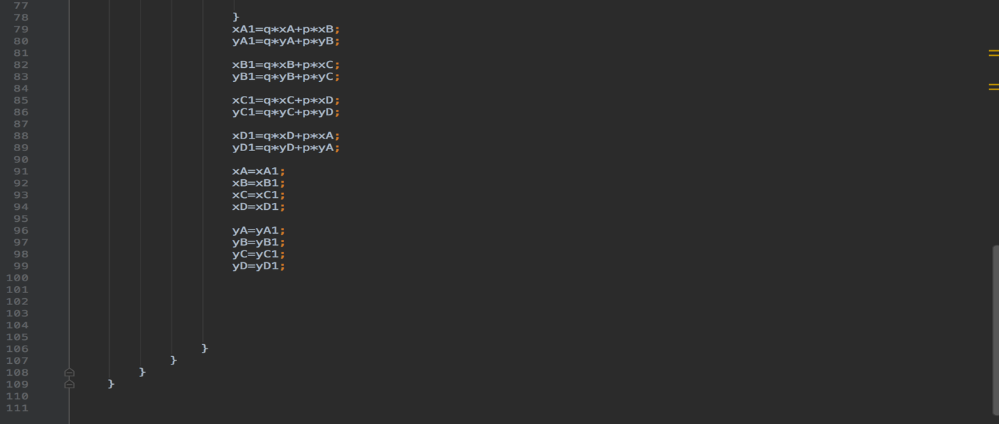 77
78 }
79 xA1=q*xA+p*xB;
80 yA1=q*yA+p*yB;
81
82 xB1=q*xB+p*xC;
83 yB1=q*yB+p*yC;
84
85 xC1=q*xC+p*xD;
86 yC1=q*yC+p*yD;
87
88 xD1=q*xD+p*xA;
89 yD1=q*yD+p*yA;
90
91 xA=xA1;
92 xB=xB1;
93 xC=xC1;
94 xD=xD1;
95
96 yA=yA1;
97 yB=yB1;
98 yC=yC1;
99 yD=yD1;
100
101
102
103
104
105
106 }
107 }
108 }
109 }
110
111